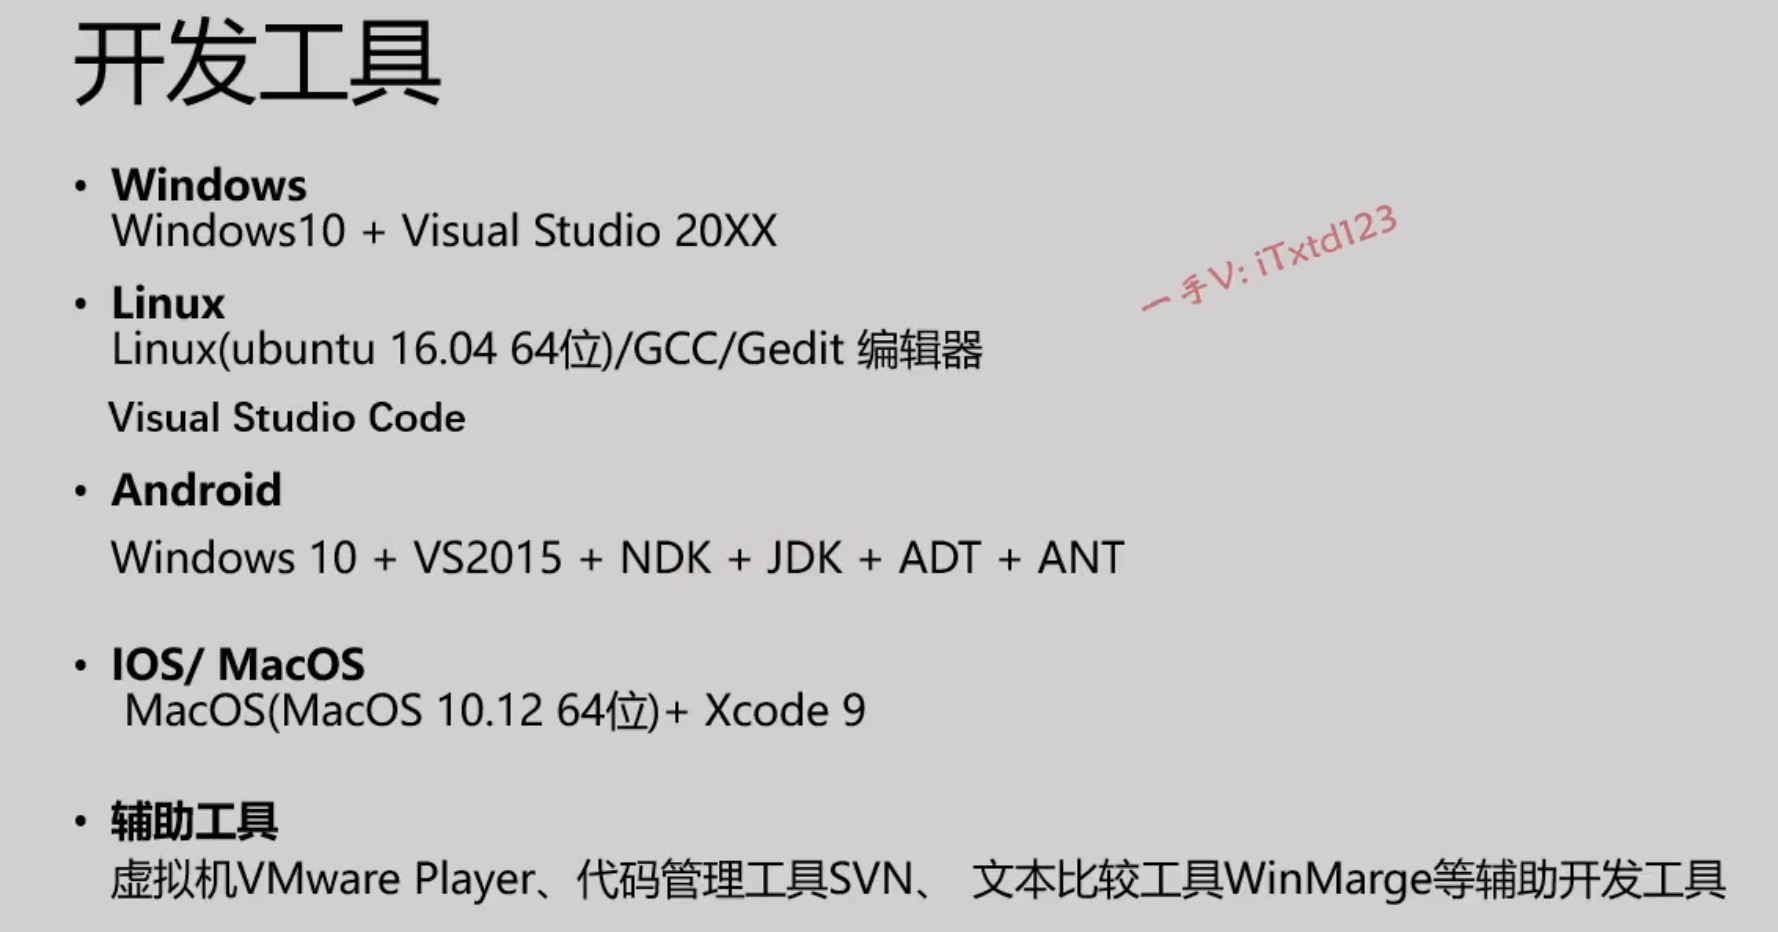 开发工具
• Windows
Windows10 + Visual Studio 20XX
一手V: iTxtd123
• Linux
Linux(ubuntu 16.04 64位)/GCC/Gedit 编辑器
Visual Studio Code
• Android
Windows 10 + VS2015 + NDK + JDK + ADT + ANT
• IOS/ MacOS
MacOS(MacOS 10.12 64位)+ Xcode 9
• 辅助工具
虚拟机VMware Player、代码管理工具SVN、 文本比较工具WinMarge等辅助开发工具